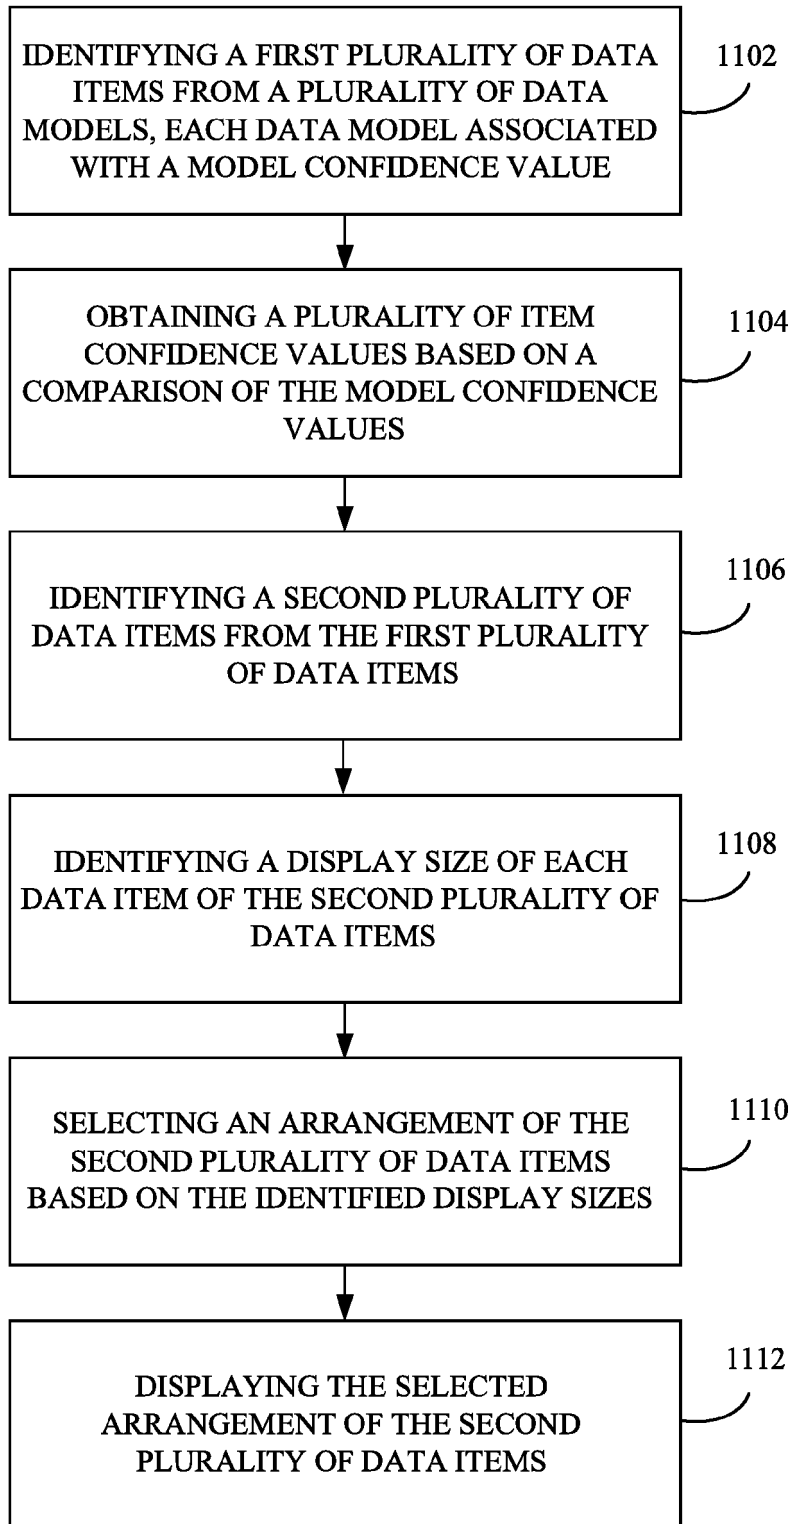 IDENTIFYING A FIRST PLURALITY OF DATA
ITEMS FROM A PLURALITY OF DATA
MODELS, EACH DATA MODEL ASSOCIATED
WITH A MODEL CONFIDENCE VALUE
1102
OBTAINING A PLURALITY OF ITEM
CONFIDENCE VALUES BASED ON A
COMPARISON OF THE MODEL CONFIDENCE
VALUES
1104
IDENTIFYING A SECOND PLURALITY OF
DATA ITEMS FROM THE FIRST PLURALITY
OF DATA ITEMS
1106
IDENTIFYING A DISPLAY SIZE OF EACH
DATA ITEM OF THE SECOND PLURALITY OF
DATA ITEMS
1108
SELECTING AN ARRANGEMENT OF THE
SECOND PLURALITY OF DATA ITEMS
BASED ON THE IDENTIFIED DISPLAY SIZES
1110
DISPLAYING THE SELECTED
ARRANGEMENT OF THE SECOND
PLURALITY OF DATA ITEMS
1112